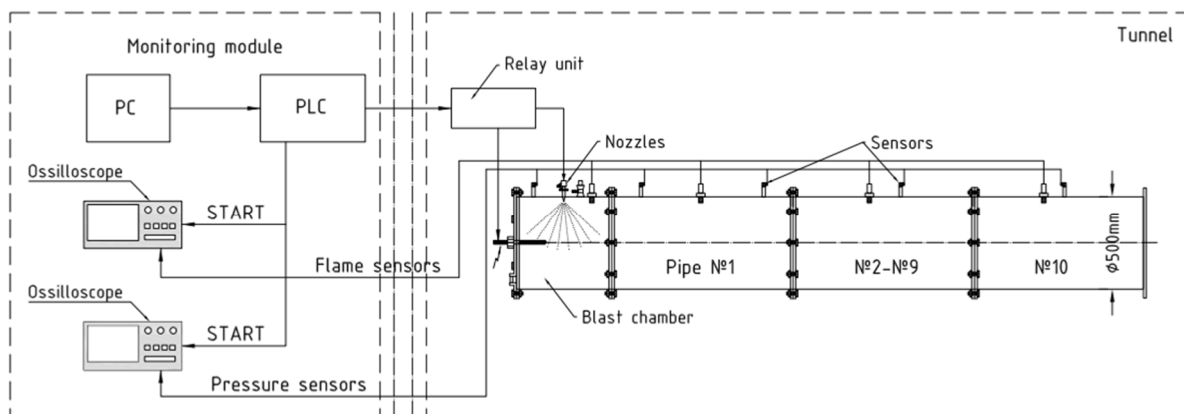 Monitoring module
Tunnel
Relay unit
PC
PLC
Nozzles
Sensors
Ossilloscope
START
Flame sensors
Pipe №1
№2-№9
№10
Ø500mm
Ossilloscope
Blast chamber
START
Pressure sensors